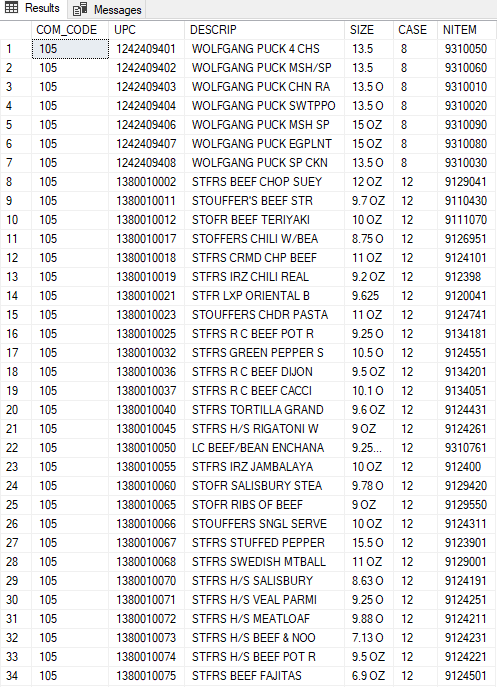 Results Messages
COM_CODE UPC DESCRIP SIZE CASE NITEM
1 105 1242409401 WOLFGANG PUCK 4 CHS 13.5 8 9310050
2 105 1242409402 WOLFGANG PUCK MSH/SP 13.5 8 9310060
3 105 1242409403 WOLFGANG PUCK CHN RA 13.5 O 8 9310010
4 105 1242409404 WOLFGANG PUCK SWTPPO 13.5 O 8 9310020
5 105 1242409406 WOLFGANG PUCK MSH SP 15 OZ 8 9310090
6 105 1242409407 WOLFGANG PUCK EGPLNT 15 OZ 8 9310080
7 105 1242409408 WOLFGANG PUCK SP CKN 13.5 O 8 9310030
8 105 1380010002 STFRS BEEF CHOP SUEY 12 OZ 12 9129041
9 105 1380010011 STOUFFER'S BEEF STR 9.7 OZ 12 9110430
10 105 1380010012 STOFR BEEF TERIYAKI 10 OZ 12 9111070
11 105 1380010017 STOFFERS CHILI W/BEA 8.75 O 12 9126951
12 105 1380010018 STFRS CRMD CHP BEEF 11 OZ 12 9124101
13 105 1380010019 STFRS IRZ CHILI REAL 9.2 OZ 12 912398
14 105 1380010021 STFR LXP ORIENTAL B 9.625 12 9120041
15 105 1380010023 STOUFFERS CHDR PASTA 11 OZ 12 9124741
16 105 1380010025 STFRS R C BEEF POT R 9.25 O 12 9134181
17 105 1380010032 STFRS GREEN PEPPER S 10.5 O 12 9124551
18 105 1380010036 STFRS R C BEEF DIJON 9.5 OZ 12 9134201
19 105 1380010037 STFRS R C BEEF CACCI 10.1 O 12 9134051
20 105 1380010040 STFRS TORTILLA GRAND 9.6 OZ 12 9124431
21 105 1380010045 STFRS H/S RIGATONI W 9 OZ 12 9124261
22 105 1380010050 LC BEEF/BEAN ENCHANA 9.25... 12 9310761
23 105 1380010055 STFRS IRZ JAMBALAYA 10 OZ 12 912400
24 105 1380010060 STOFR SALISBURY STEA 9.78 O 12 9129420
25 105 1380010065 STOFR RIBS OF BEEF 9 OZ 12 9129550
26 105 1380010066 STOUFFERS SNGL SERVE 10 OZ 12 9124311
27 105 1380010067 STFRS STUFFED PEPPER 15.5 O 12 9123901
28 105 1380010068 STFRS SWEDISH MTBALL 11 OZ 12 9129001
29 105 1380010070 STFRS H/S SALISBURY 8.63 O 12 9124191
30 105 1380010071 STFRS H/S VEAL PARMI 9.25 O 12 9124251
31 105 1380010072 STFRS H/S MEATLOAF 9.88 O 12 9124211
32 105 1380010073 STFRS H/S BEEF & NOO 7.13 O 12 9124231
33 105 1380010074 STFRS H/S BEEF POT R 9.5 OZ 12 9124221
34 105 1380010075 STFRS BEEF FAJITAS 6.9 OZ 12 9124501